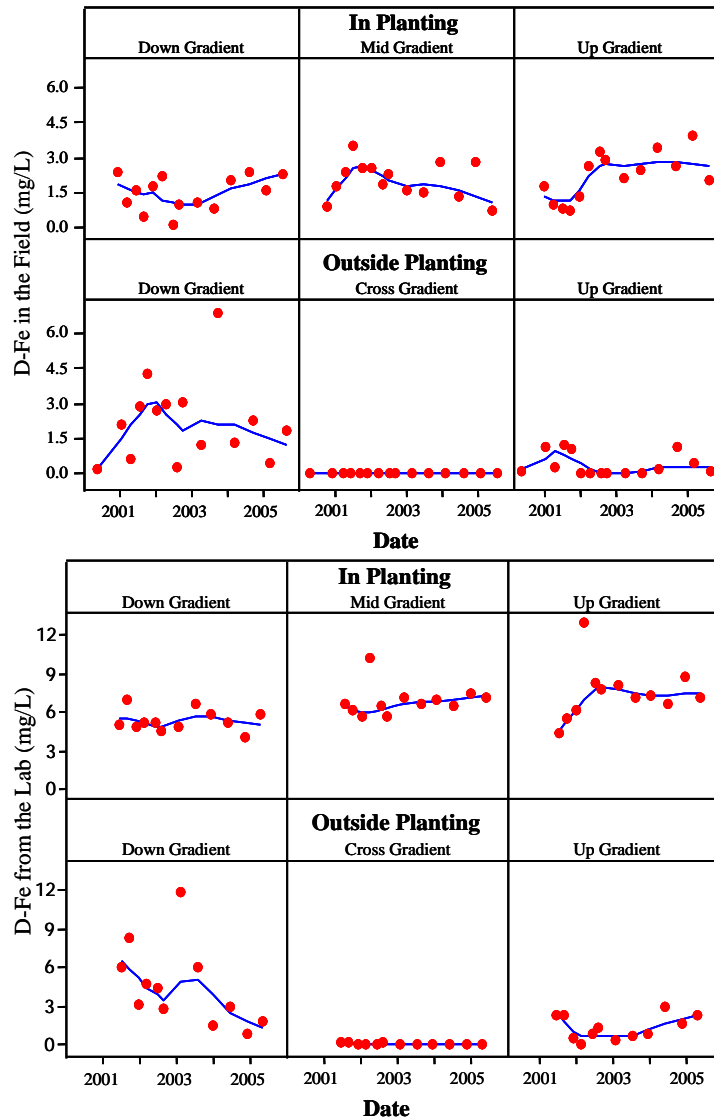 In Planting
Down Gradient Mid Gradient Up Gradient
6.0
4.5
3.0
1.5
0.0
D-Fe in the Field (mg/L)
Outside Planting
Down Gradient Cross Gradient Up Gradient
6.0
4.5
3.0
1.5
0.0
2001 2003 2005 2001 2003 2005 2001 2003 2005
Date
In Planting
Down Gradient Mid Gradient Up Gradient
12
9
6
3
0
D-Fe from the Lab (mg/L)
Outside Planting
Down Gradient Cross Gradient Up Gradient
12
9
6
3
0
2001 2003 2005 2001 2003 2005 2001 2003 2005
Date